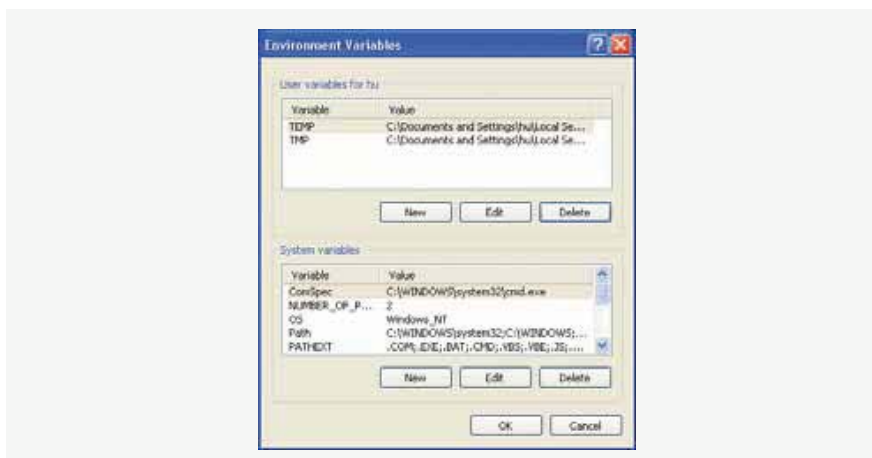 Environment Variables
User variables for hu
Variable Value
TEMP C:\Documents and Settings\hu\Local Se...
TMP C:\Documents and Settings\hu\Local Se...
New Edit Delete
System variables
Variable Value
ComSpec C:\WINDOWS\system32\cmd.exe
NUMBER_OF_P... 2
OS Windows_NT
Path C:\WINDOWS\system32;C:\WINDOWS;...
PATHEXT .COM;.EXE;.BAT;.CMD;.VBS;.VBE;.JS;....
New Edit Delete
OK Cancel